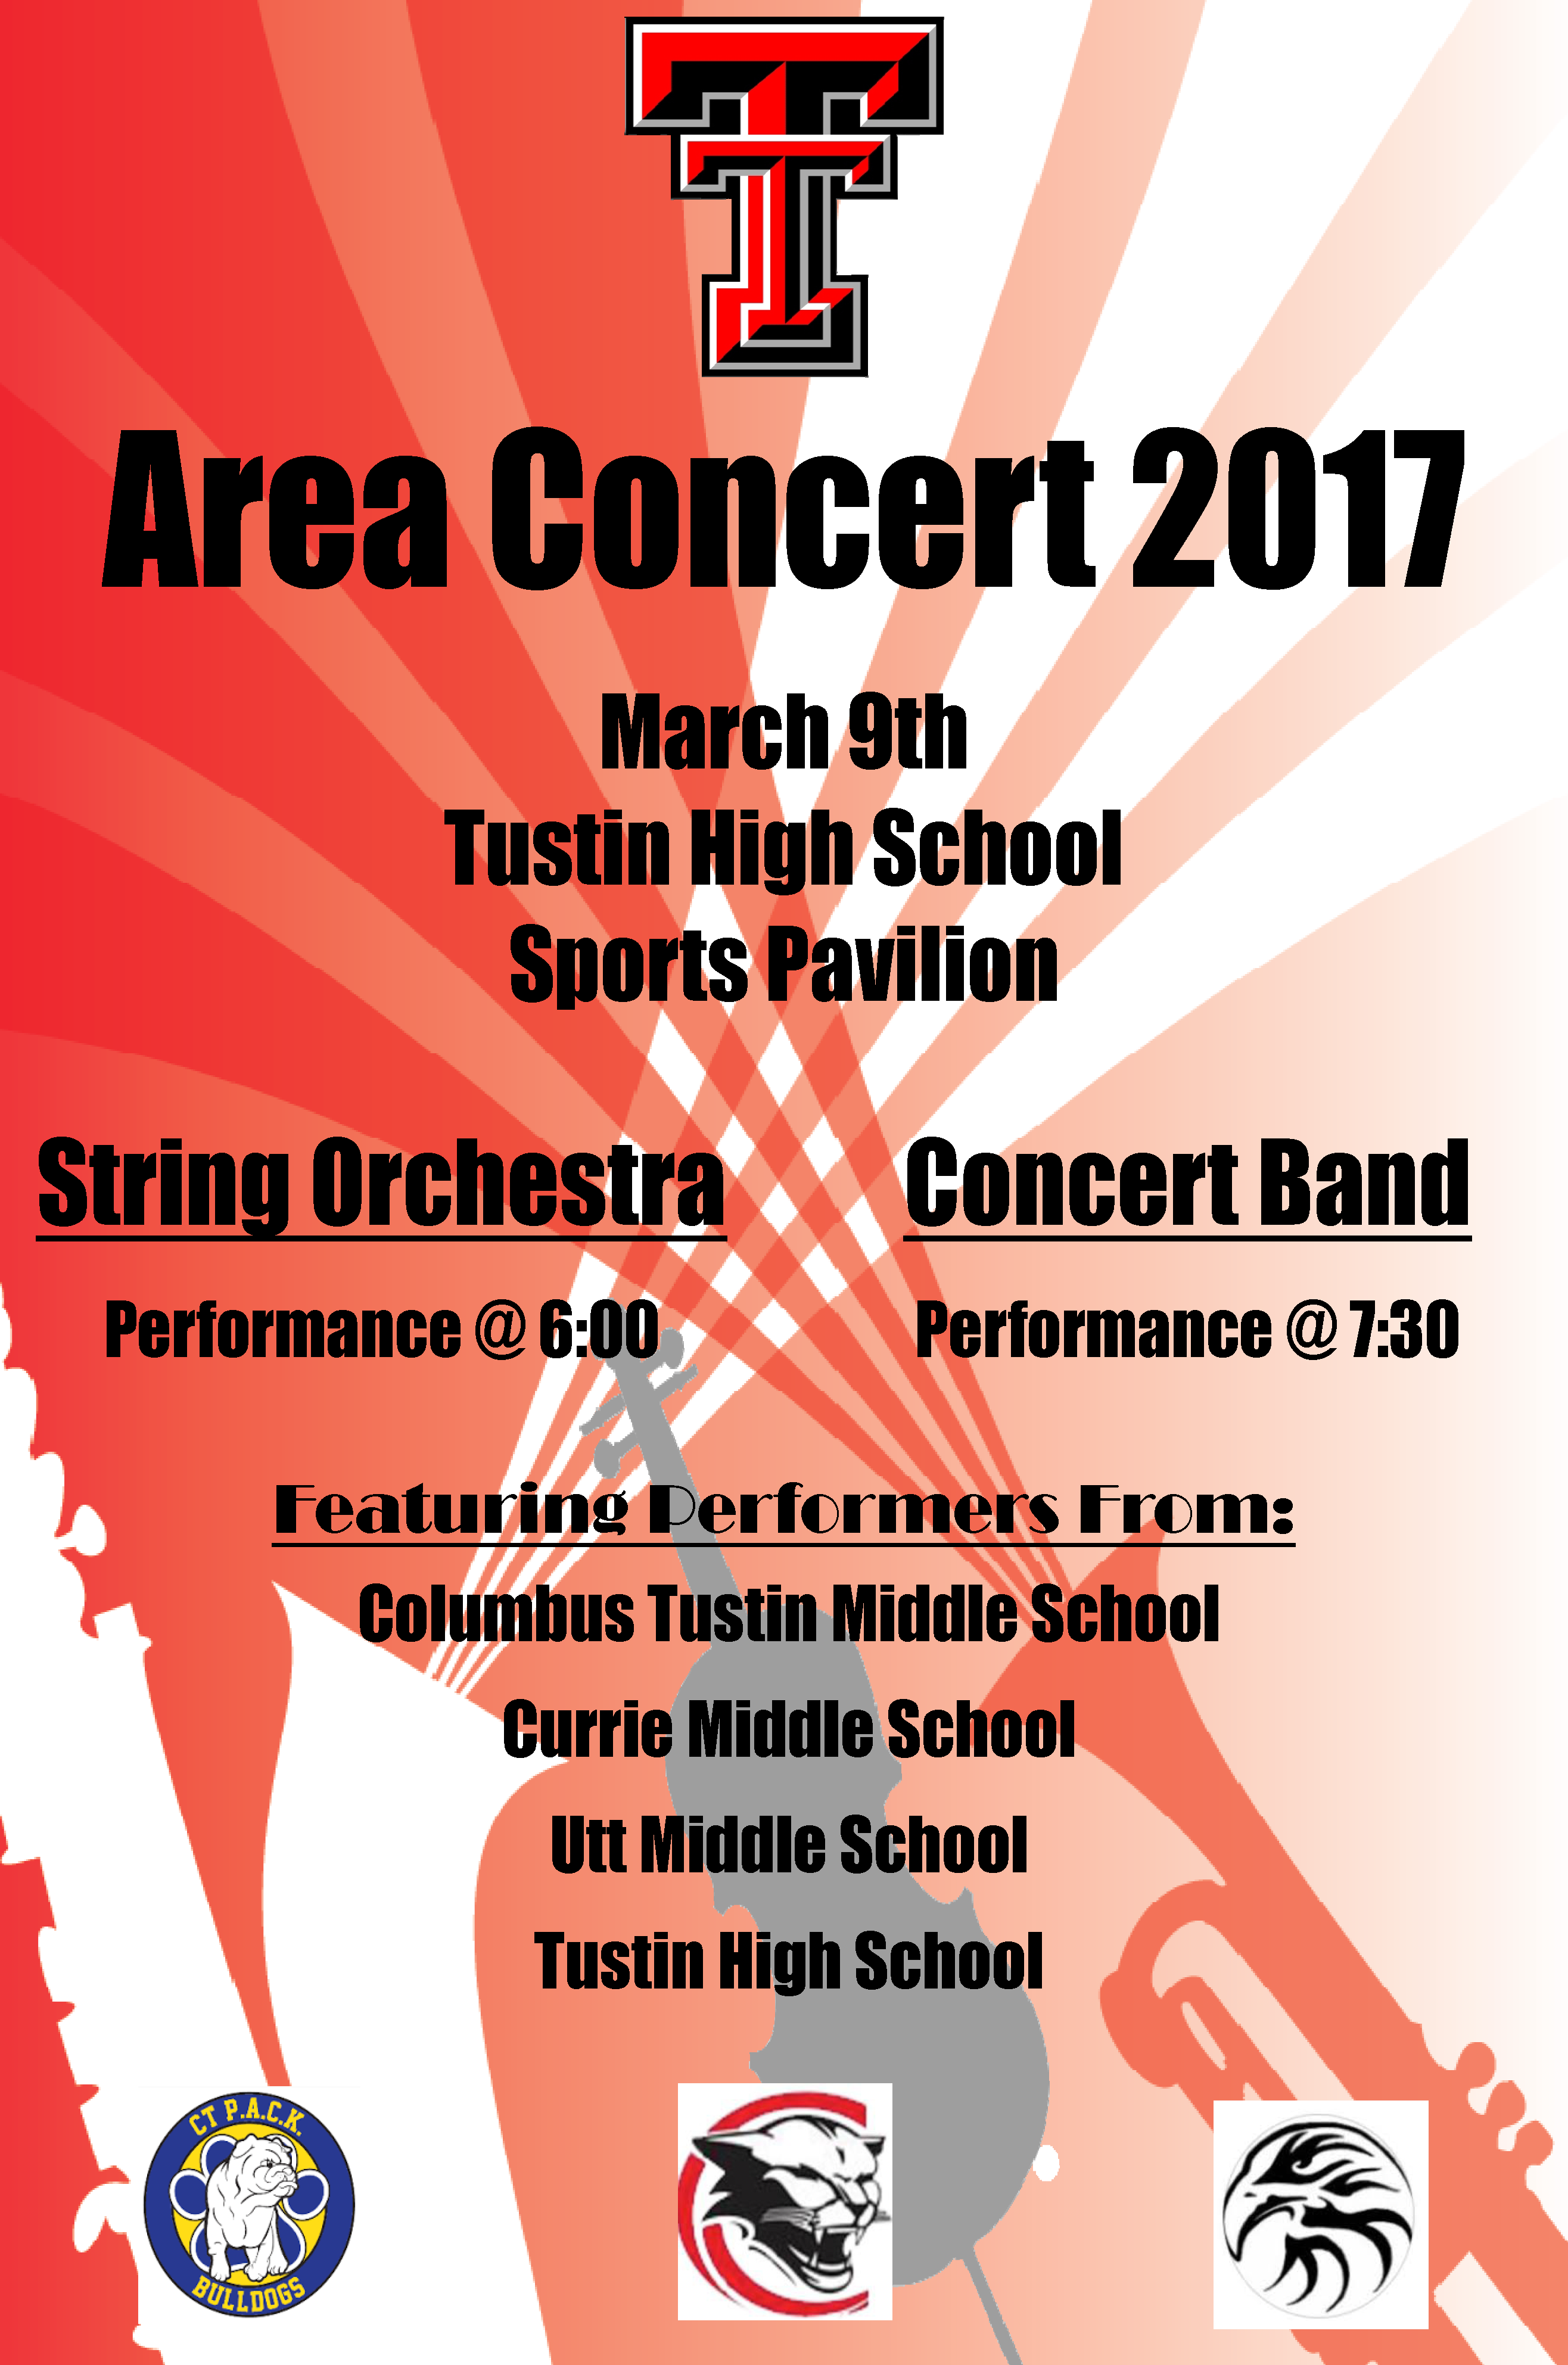 Area Concert 2017
March 9th
Tustin High School
Sports Pavilion
String Orchestra
Performance @ 6:00
Concert Band
Performance @ 7:30
Featuring Performers From:
Columbus Tustin Middle School
Currie Middle School
Utt Middle School
Tustin High School
CT P.A.C.K.
BULLDOGS